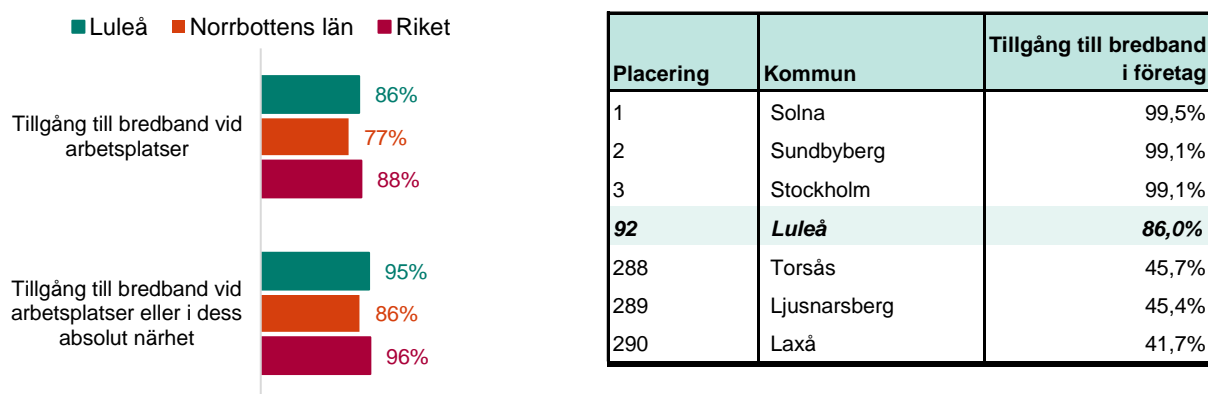 Luleå Norrbottens län Riket
Tillgång till bredband vid
arbetsplatser
86%
77%
88%
Tillgång till bredband vid
arbetsplatser eller i dess
absolut närhet
95%
86%
96%
Placering Kommun Tillgång till bredband
i företag
1 Solna 99,5%
2 Sundbyberg 99,1%
3 Stockholm 99,1%
92 Luleå 86,0%
288 Torsås 45,7%
289 Ljusnarsberg 45,4%
290 Laxå 41,7%